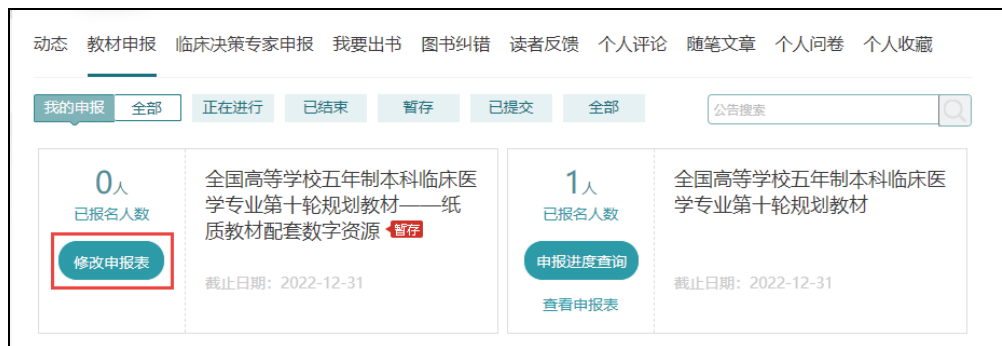 动态 教材申报 临床决策专家申报 我要出书 图书纠错 读者反馈 个人评论 随笔文章 个人问卷 个人收藏
我的申报 全部 正在进行 已结束 暂存 已提交 全部 公告搜索
0人
已报名人数
修改申报表
全国高等学校五年制本科临床医
学专业第十轮规划教材——纸
质教材配套数字资源 暂存
截止日期：2022-12-31
1人
已报名人数
申报进度查询
查看申报表
全国高等学校五年制本科临床医
学专业第十轮规划教材
截止日期：2022-12-31